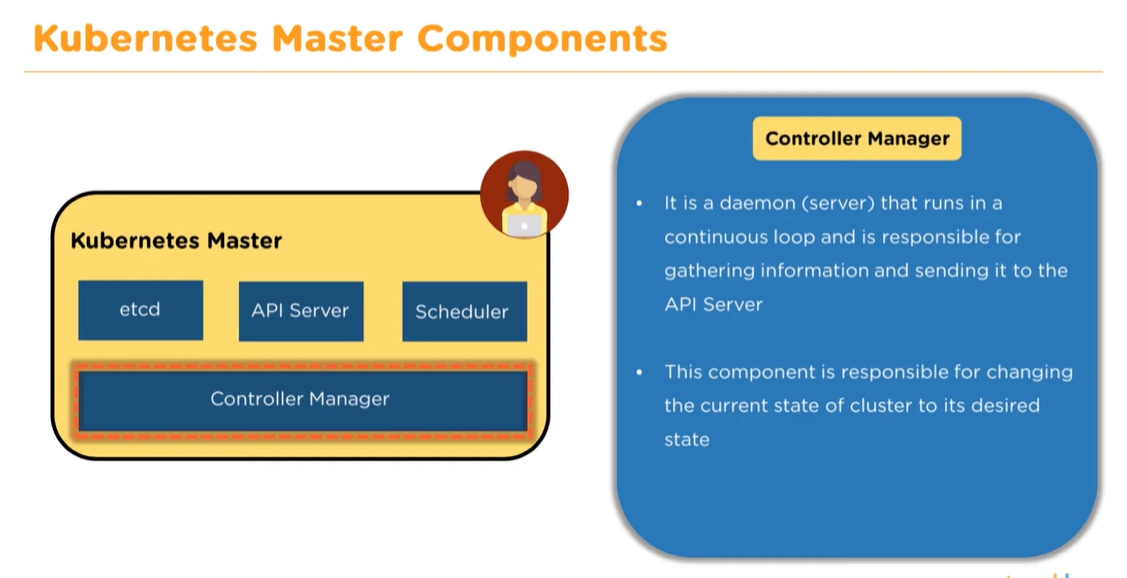 Kubernetes Master Components
Kubernetes Master
etcd
API Server
Scheduler
Controller Manager
Controller Manager
• It is a daemon (server) that runs in a
continuous loop and is responsible for
gathering information and sending it to the
API Server
• This component is responsible for changing
the current state of cluster to its desired
state